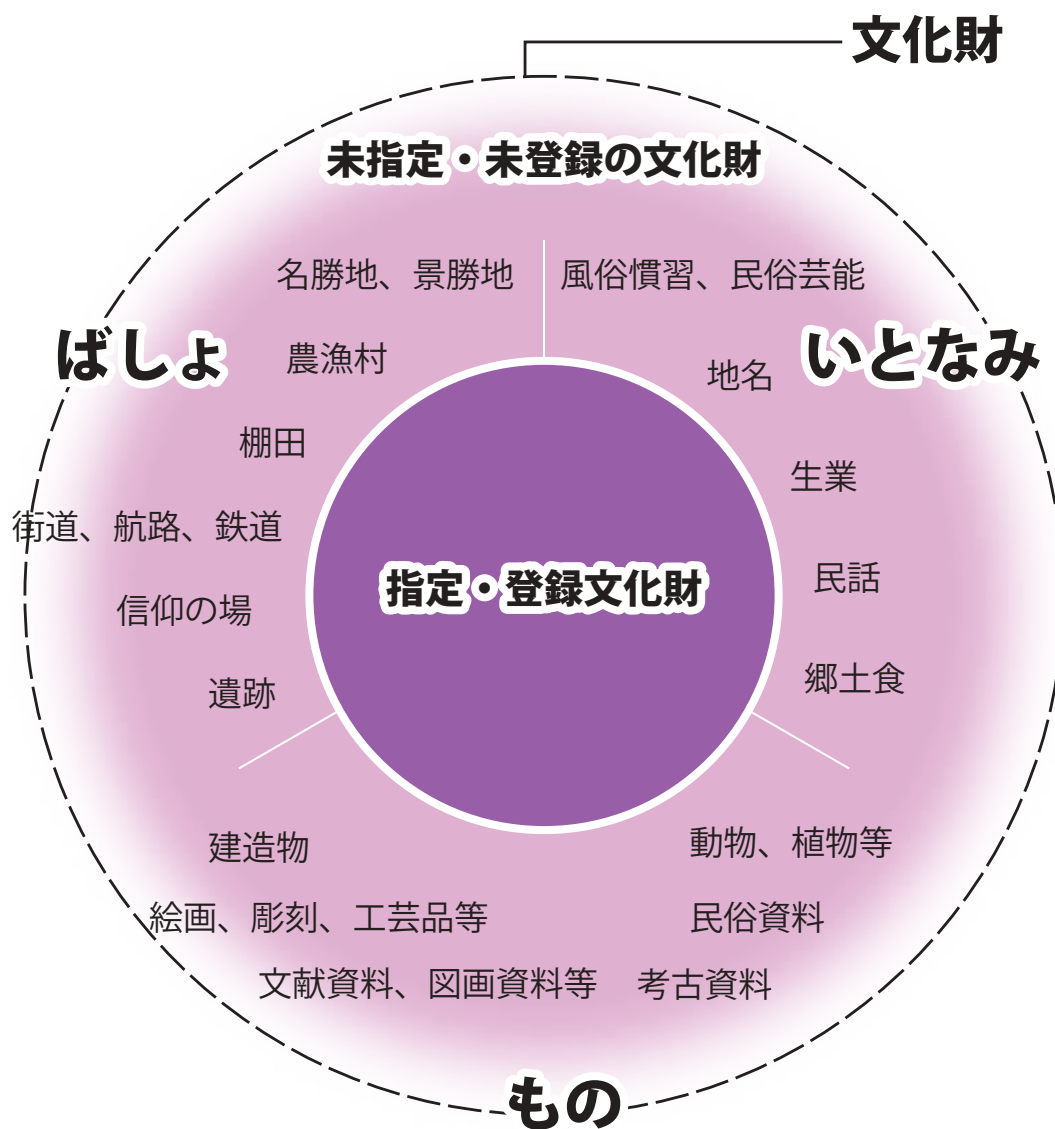 文化財
未指定・未登録の文化財
名勝地、景勝地
風俗慣習、民俗芸能
ばしょ
いとなみ
農漁村
地名
棚田
生業
街道、航路、鉄道
民話
指定・登録文化財
信仰の場
郷土食
遺跡
建造物
動物、植物等
絵画、彫刻、工芸品等
民俗資料
文献資料、図画資料等
考古資料
もの